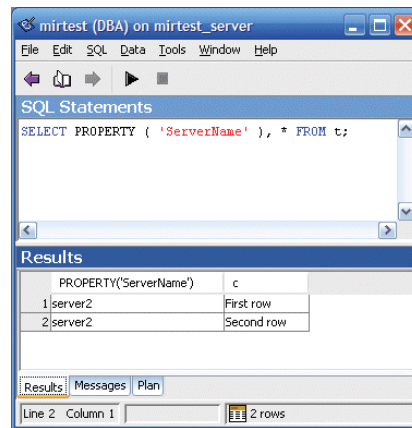 mirtest (DBA) on mirtest_server
File Edit SQL Data Tools Window Help
SQL Statements
SELECT PROPERTY ( 'ServerName' ), * FROM t;
Results
PROPERTY('ServerName') c
1 server2 First row
2 server2 Second row
Results Messages Plan
Line 2 Column 1 2 rows